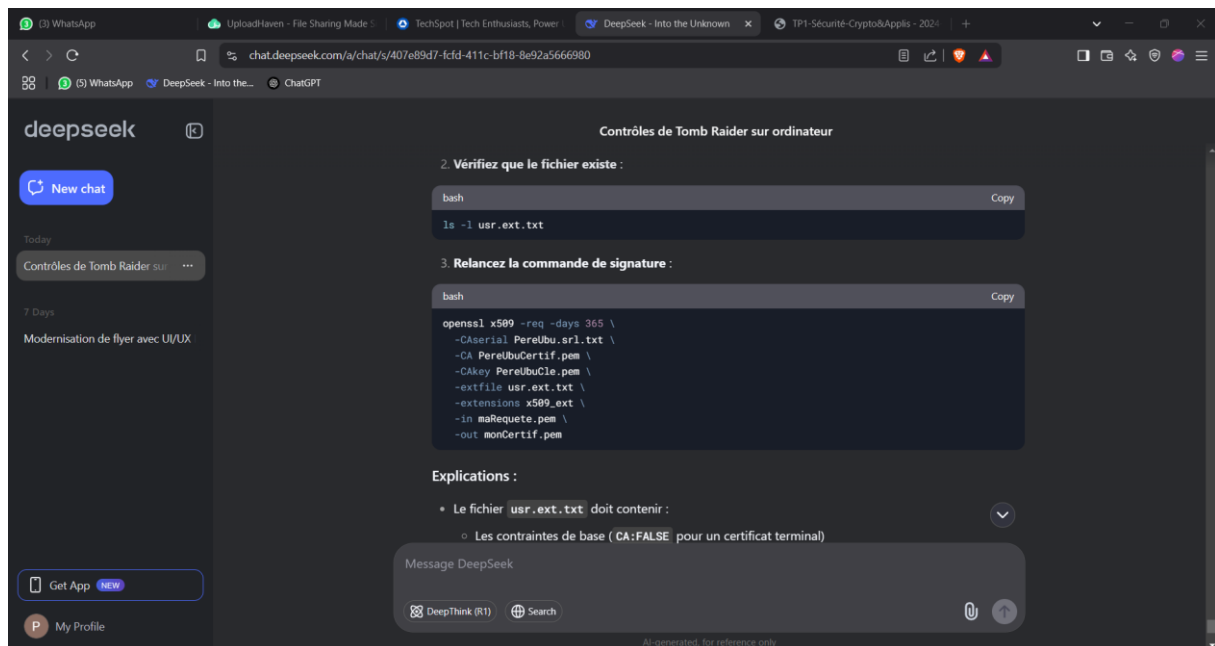 (3) WhatsApp
UploadHaven - File Sharing Made S
TechSpot | Tech Enthusiasts, Power
DeepSeek - Into the Unknown
TP1-Sécurité-Crypto&Applis - 2024
chat.deepseek.com/a/chat/s/407e89d7-fcfd-411c-bf18-8e92a5666980
(5) WhatsApp
DeepSeek - Into the...
ChatGPT
deepseek
New chat
Today
Contrôles de Tomb Raider sur
7 Days
Modernisation de flyer avec UI/UX
Get App NEW
P My Profile
Contrôles de Tomb Raider sur ordinateur
2. Vérifiez que le fichier existe :
bash Copy
ls -l usr.ext.txt
3. Relancez la commande de signature :
bash Copy
openssl x509 -req -days 365 \
-CAserial PereUbu.srl.txt \
-CA PereUbuCertif.pem \
-CAkey PereUbuCle.pem \
-extfile usr.ext.txt \
-extensions x509_ext \
-in maRequete.pem \
-out monCertif.pem
Explications :
• Le fichier usr.ext.txt doit contenir :
○ Les contraintes de base ( CA:FALSE pour un certificat terminal)
Message DeepSeek
DeepThink (R1) Search
AI-generated, for reference only